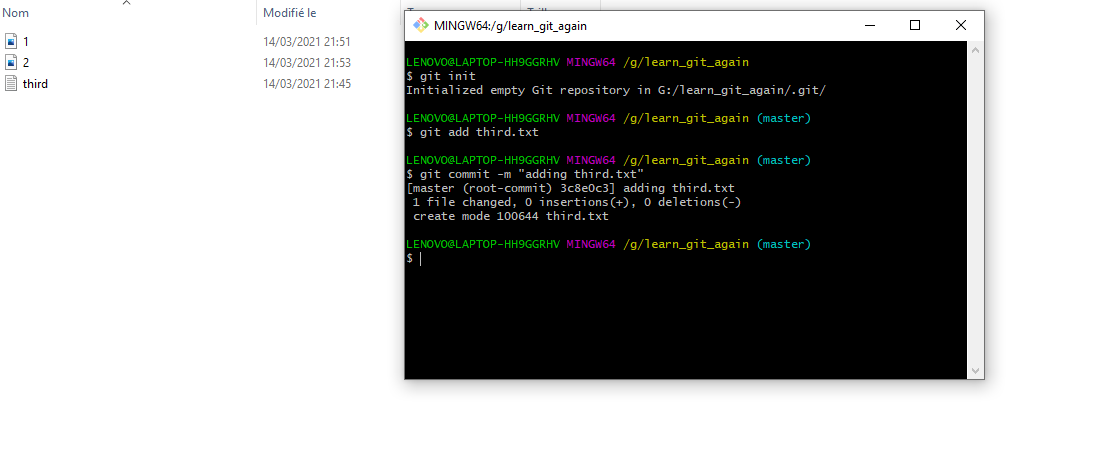 Nom
Modifié le
1
14/03/2021 21:51
2
14/03/2021 21:53
third
14/03/2021 21:45
MINGW64:/g/learn_git_again
LENOVO@LAPTOP-HH9GGRHV MINGW64 /g/learn_git_again
$ git init
Initialized empty Git repository in G:/learn_git_again/.git/
LENOVO@LAPTOP-HH9GGRHV MINGW64 /g/learn_git_again (master)
$ git add third.txt
LENOVO@LAPTOP-HH9GGRHV MINGW64 /g/learn_git_again (master)
$ git commit -m "adding third.txt"
[master (root-commit) 3c8e0c3] adding third.txt
1 file changed, 0 insertions(+), 0 deletions(-)
create mode 100644 third.txt
LENOVO@LAPTOP-HH9GGRHV MINGW64 /g/learn_git_again (master)
$